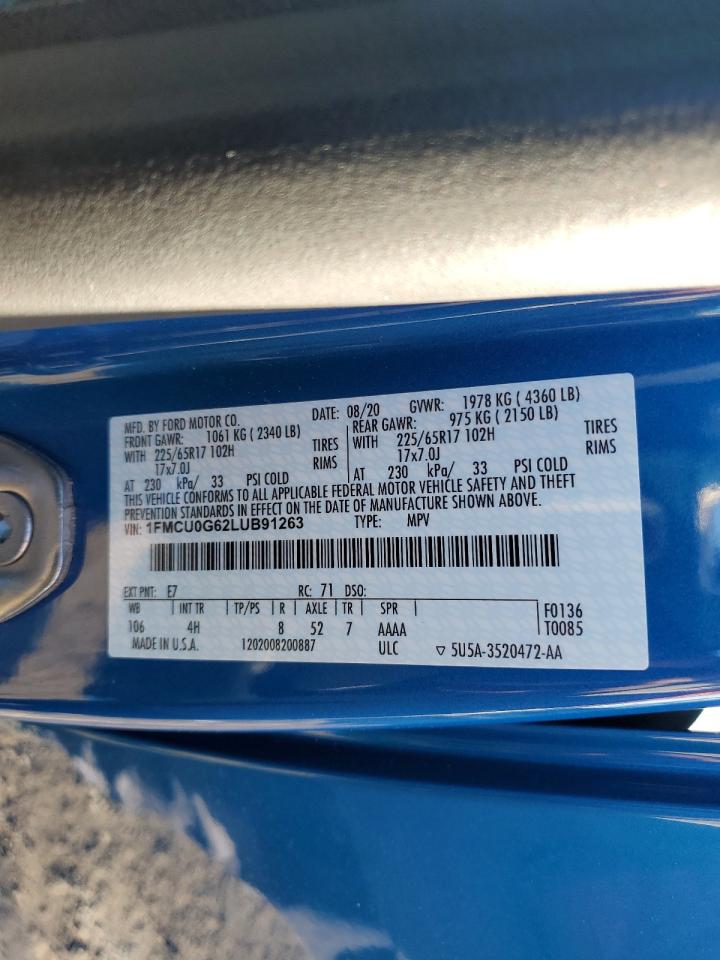 MFD. BY FORD MOTOR CO. DATE: 08/20 GVWR: 1978 KG ( 4360 LB)
FRONT GAWR: 1061 KG ( 2340 LB) REAR GAWR: 975 KG ( 2150 LB)
WITH 225/65R17 102H TIRES WITH 225/65R17 102H TIRES
17x7.0J RIMS 17x7.0J RIMS
AT 230 kPa/ 33 PSI COLD AT 230 kPa/ 33 PSI COLD
THIS VEHICLE CONFORMS TO ALL APPLICABLE FEDERAL MOTOR VEHICLE SAFETY AND THEFT
PREVENTION STANDARDS IN EFFECT ON THE DATE OF MANUFACTURE SHOWN ABOVE.
VIN: 1FMCU0G62LUB91263 TYPE: MPV
EXT PNT: E7 RC: 71 DSO:
WB INT TR TP/PS R AXLE TR SPR F0136
106 4H 8 52 7 AAAA T0085
MADE IN U.S.A. 1202008200887 ULC ▽ 5U5A-3520472-AA